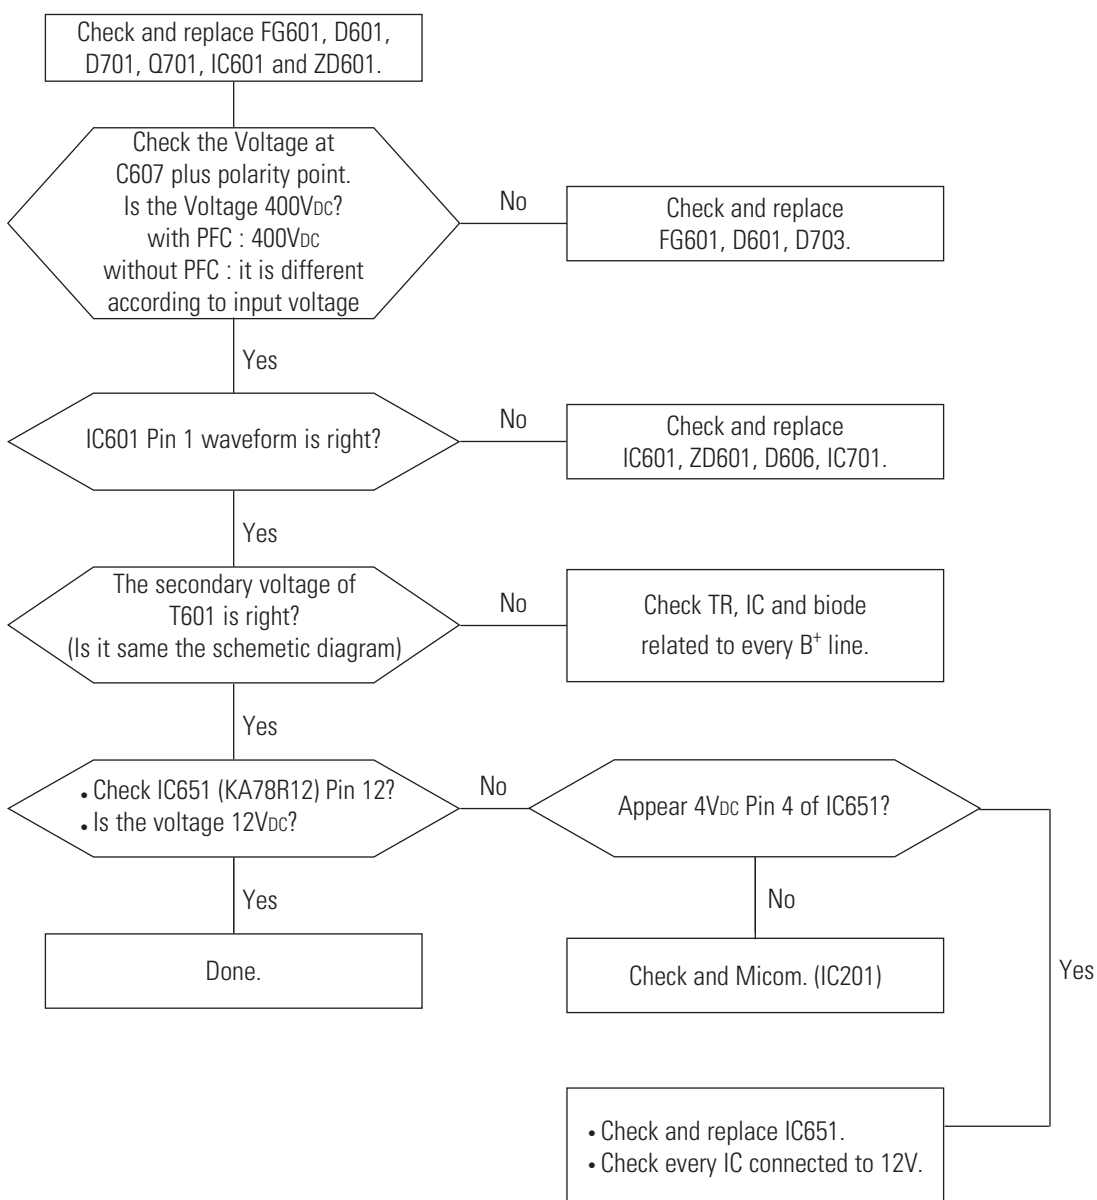 Check and replace FG601, D601,
D701, Q701, IC601 and ZD601.
Check the Voltage at
C607 plus polarity point.
Is the Voltage 400VDC?
with PFC : 400VDC
without PFC : it is different
according to input voltage
No
Check and replace
FG601, D601, D703.
Yes
IC601 Pin 1 waveform is right?
No
Check and replace
IC601, ZD601, D606, IC701.
Yes
The secondary voltage of
T601 is right?
(Is it same the schemetic diagram)
No
Check TR, IC and biode
related to every B+ line.
Yes
• Check IC651 (KA78R12) Pin 12?
• Is the voltage 12VDC?
No
Appear 4VDC Pin 4 of IC651?
Yes
No
Done.
Check and Micom. (IC201)
Yes
• Check and replace IC651.
• Check every IC connected to 12V.